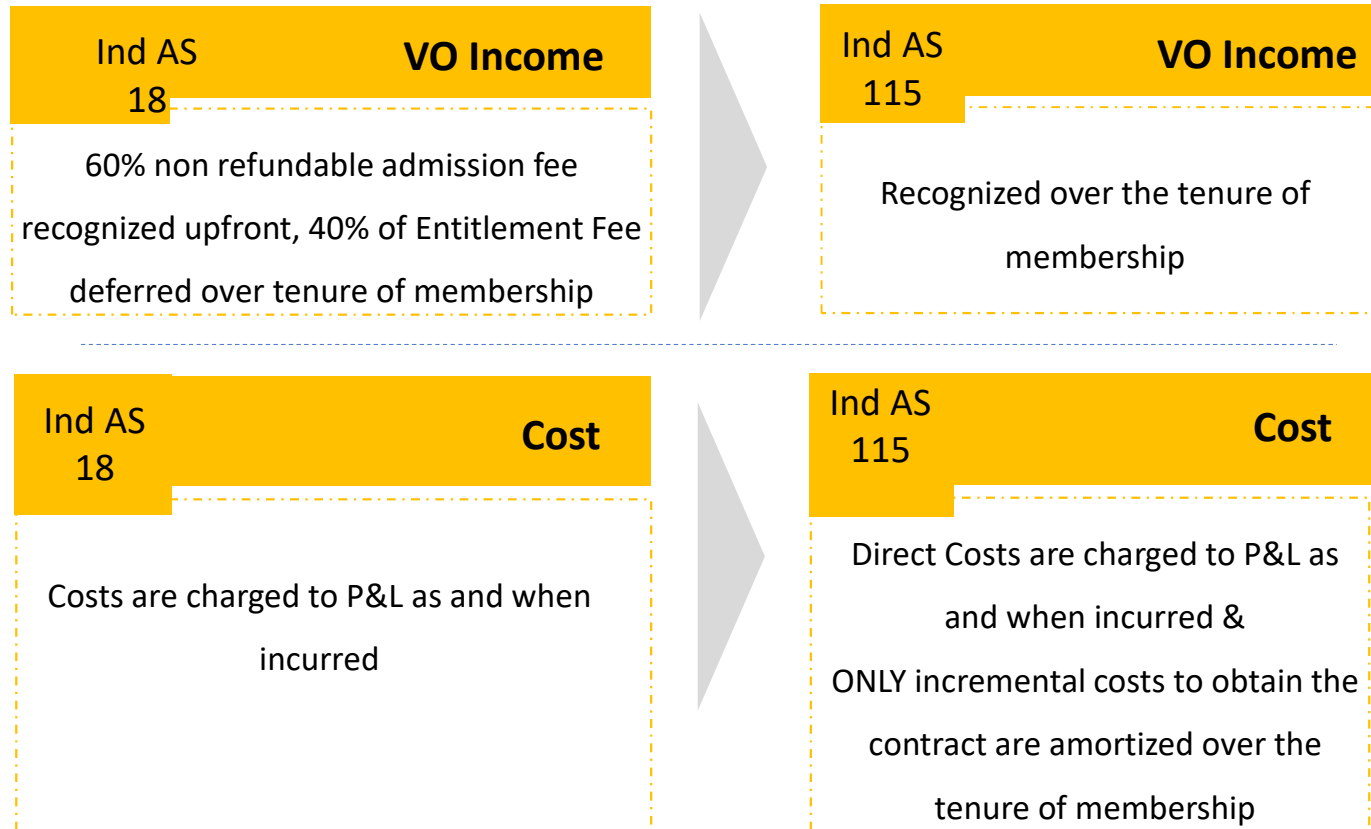 Ind AS
18
VO Income
60% non refundable admission fee
recognized upfront, 40% of Entitlement Fee
deferred over tenure of membership
Ind AS
115
VO Income
Recognized over the tenure of
membership
Ind AS
18
Cost
Costs are charged to P&L as and when
incurred
Ind AS
115
Cost
Direct Costs are charged to P&L as
and when incurred &
ONLY incremental costs to obtain the
contract are amortized over the
tenure of membership